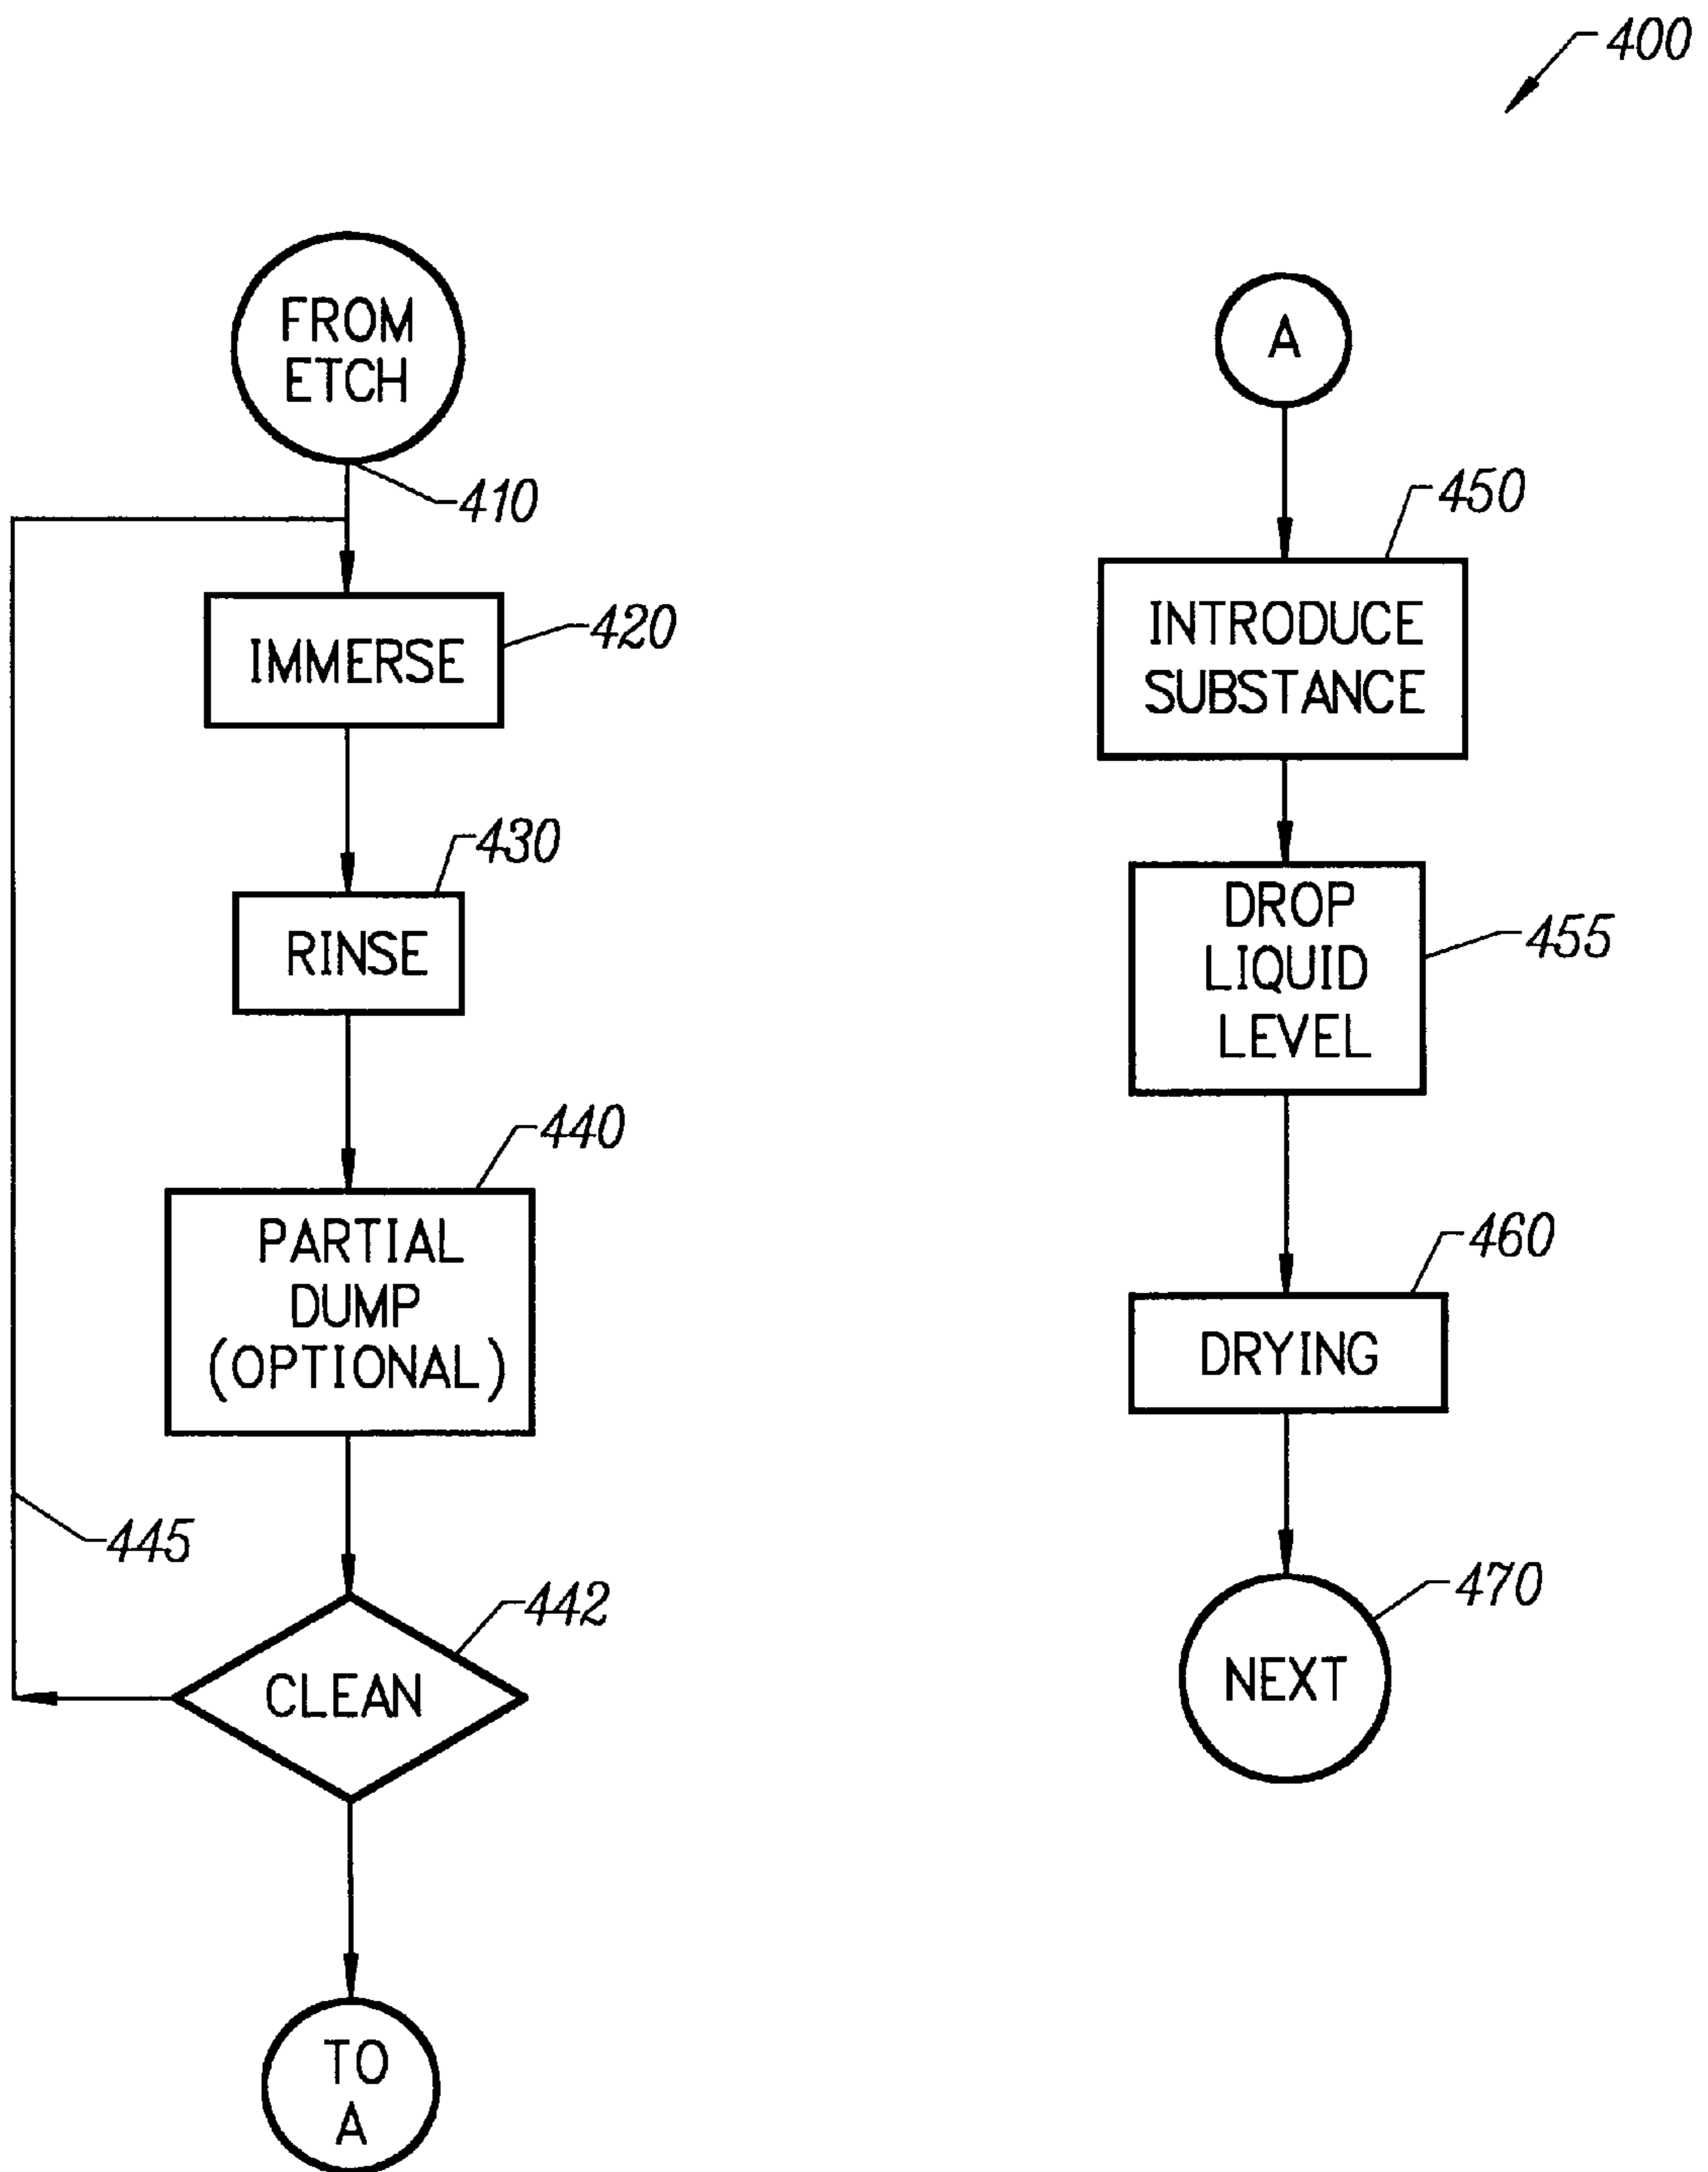 400
FROM
ETCH
410
IMMERSE
420
RINSE
430
PARTIAL
DUMP
(OPTIONAL)
440
445
CLEAN
442
TO
A
A
INTRODUCE
SUBSTANCE
450
DROP
LIQUID
LEVEL
455
DRYING
460
NEXT
470